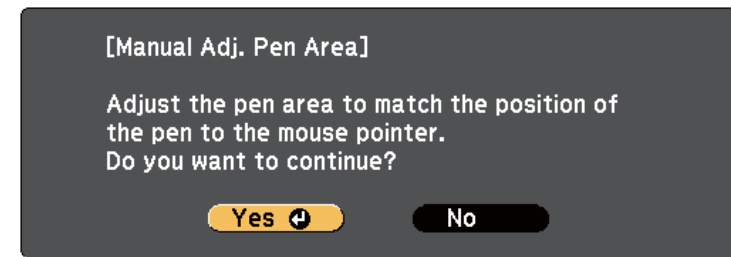 [Manual Adj. Pen Area]
Adjust the pen area to match the position of
the pen to the mouse pointer.
Do you want to continue?
Yes
No